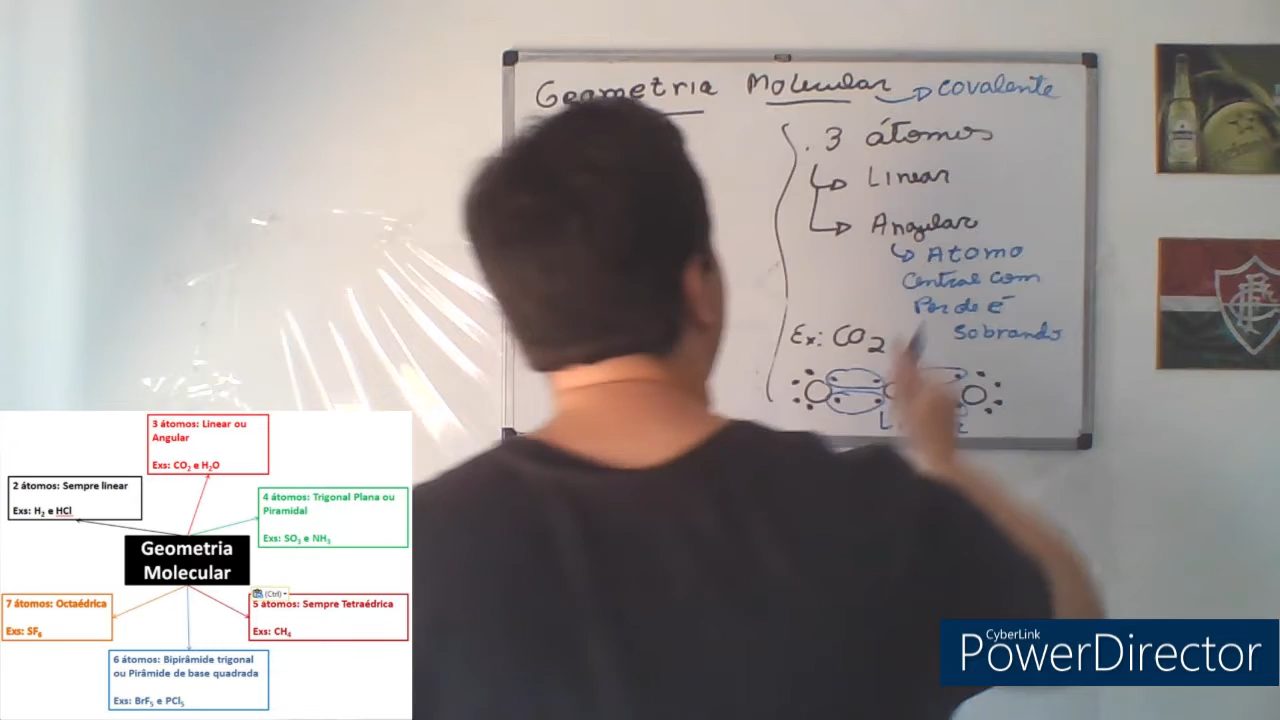 Geometria Molecular → covalente
. 3 átomos
Linear
Angular
Atomo
Central com
Par de é
Sobrando
Ex: CO2
3 átomos: Linear ou
Angular
Exs: CO₂ e H₂O
2 átomos: Sempre linear
Exs: H₂ e HCl
4 átomos: Trigonal Plana ou
Piramidal
Exs: SO₃ e NH₃
Geometria
Molecular
(Ctrl)
7 átomos: Octaédrica
Exs: SF₆
5 átomos: Sempre Tetraédrica
Exs: CH₄
6 átomos: Bipirâmide trigonal
ou Pirâmide de base quadrada
Exs: BrF₅ e PCl₅
CyberLink
PowerDirector